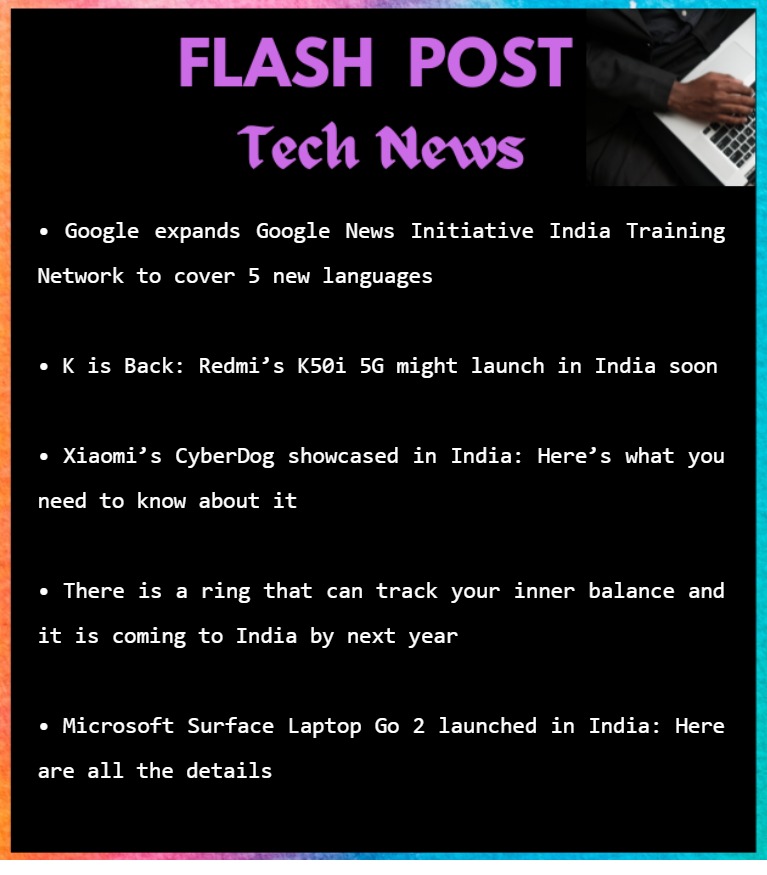 FLASH POST
Tech News
• Google expands Google News Initiative India Training
Network to cover 5 new languages
• K is Back: Redmi’s K50i 5G might launch in India soon
• Xiaomi’s CyberDog showcased in India: Here’s what you
need to know about it
• There is a ring that can track your inner balance and
it is coming to India by next year
• Microsoft Surface Laptop Go 2 launched in India: Here
are all the details